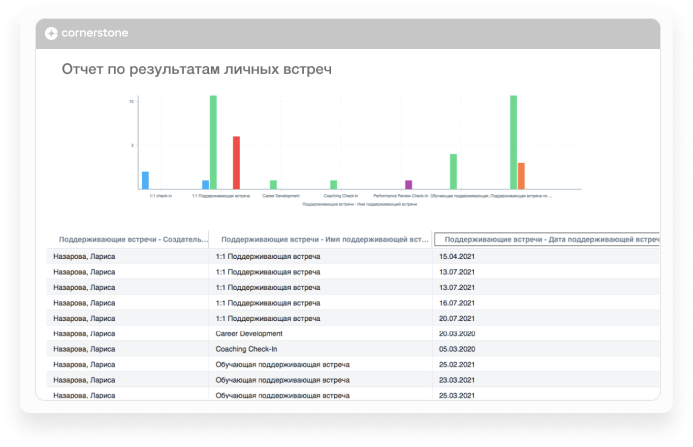 cornerstone
Отчет по результатам личных встреч
10
5
1:1 check-in 1:1 Поддерживающая встреча Career Development Coaching Check-In Performance Review Check-In Обучающая поддерживающая... Поддерживающая встреча по ...
Поддерживающие встречи - Имя поддерживающей встречи
Поддерживающие встречи - Создатель... Поддерживающие встречи - Имя поддерживающей вст... Поддерживающие встречи - Дата поддерживающей встреч
Назарова, Лариса 1:1 Поддерживающая встреча 15.04.2021
Назарова, Лариса 1:1 Поддерживающая встреча 13.07.2021
Назарова, Лариса 1:1 Поддерживающая встреча 13.07.2021
Назарова, Лариса 1:1 Поддерживающая встреча 16.07.2021
Назарова, Лариса 1:1 Поддерживающая встреча 20.07.2021
Назарова, Лариса Career Development 20.03.2020
Назарова, Лариса Coaching Check-In 05.03.2020
Назарова, Лариса Обучающая поддерживающая встреча 25.02.2021
Назарова, Лариса Обучающая поддерживающая встреча 23.03.2021
Назарова, Лариса Обучающая поддерживающая встреча 25.03.2021